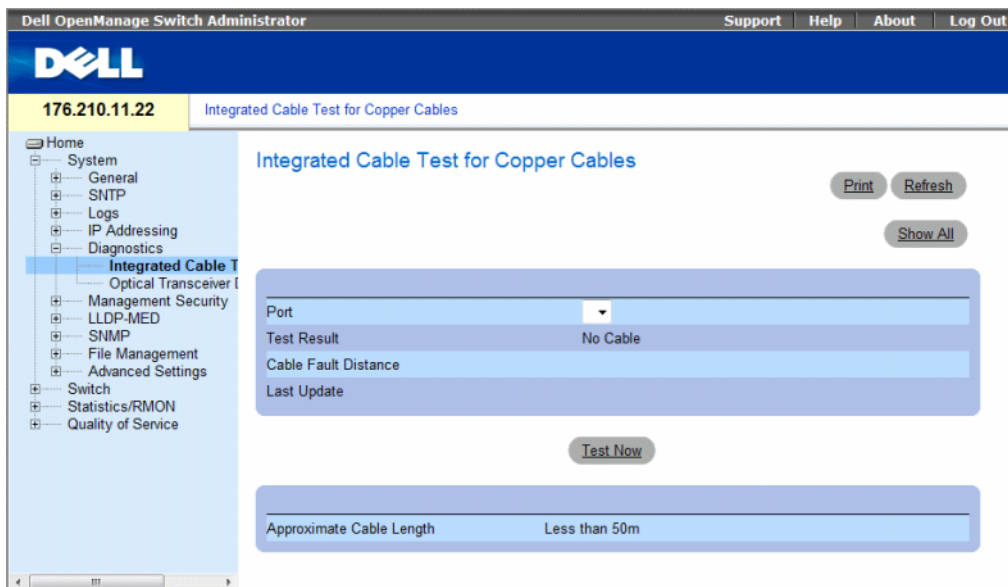 Dell OpenManage Switch Administrator
Support Help About Log Out
DELL
176.210.11.22
Integrated Cable Test for Copper Cables
Home
System
General
SNTP
Logs
IP Addressing
Diagnostics
Integrated Cable T
Optical Transceiver D
Management Security
LLDP-MED
SNMP
File Management
Advanced Settings
Switch
Statistics/RMON
Quality of Service
Integrated Cable Test for Copper Cables
Print Refresh
Show All
Port
Test Result No Cable
Cable Fault Distance
Last Update
Test Now
Approximate Cable Length Less than 50m